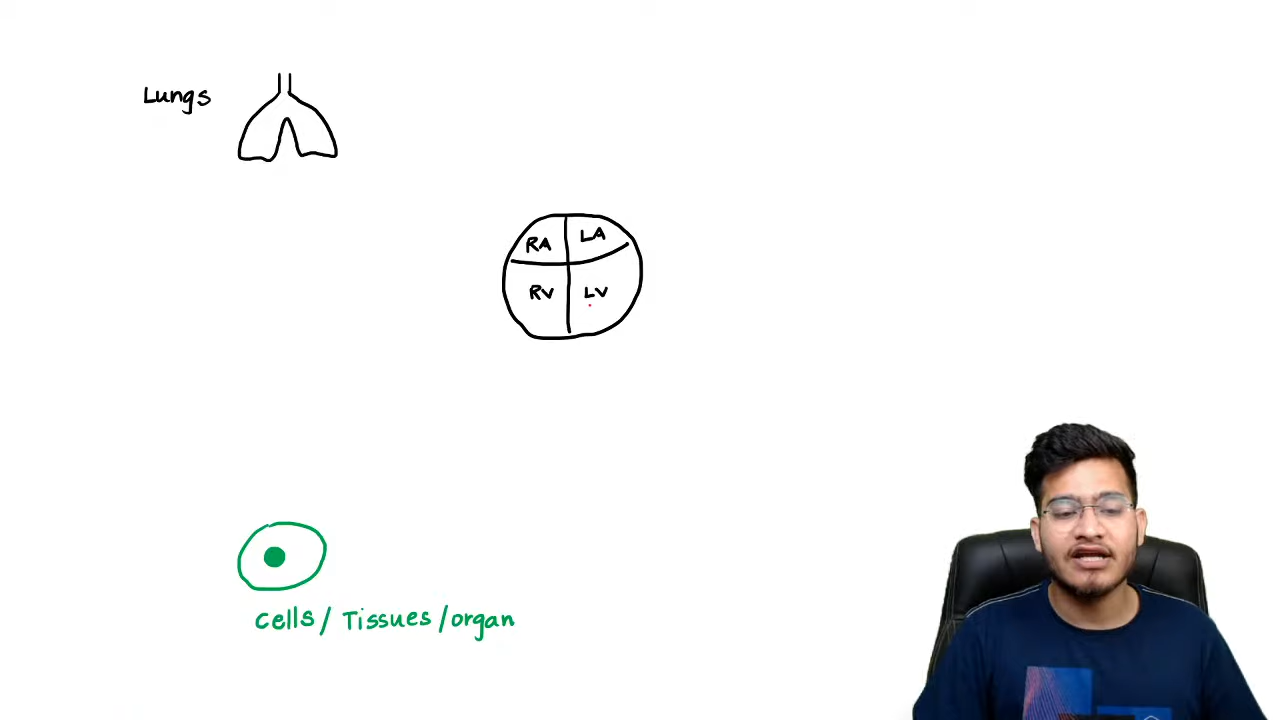 Lungs
RA
LA
RV
LV
Cells / Tissues / organ